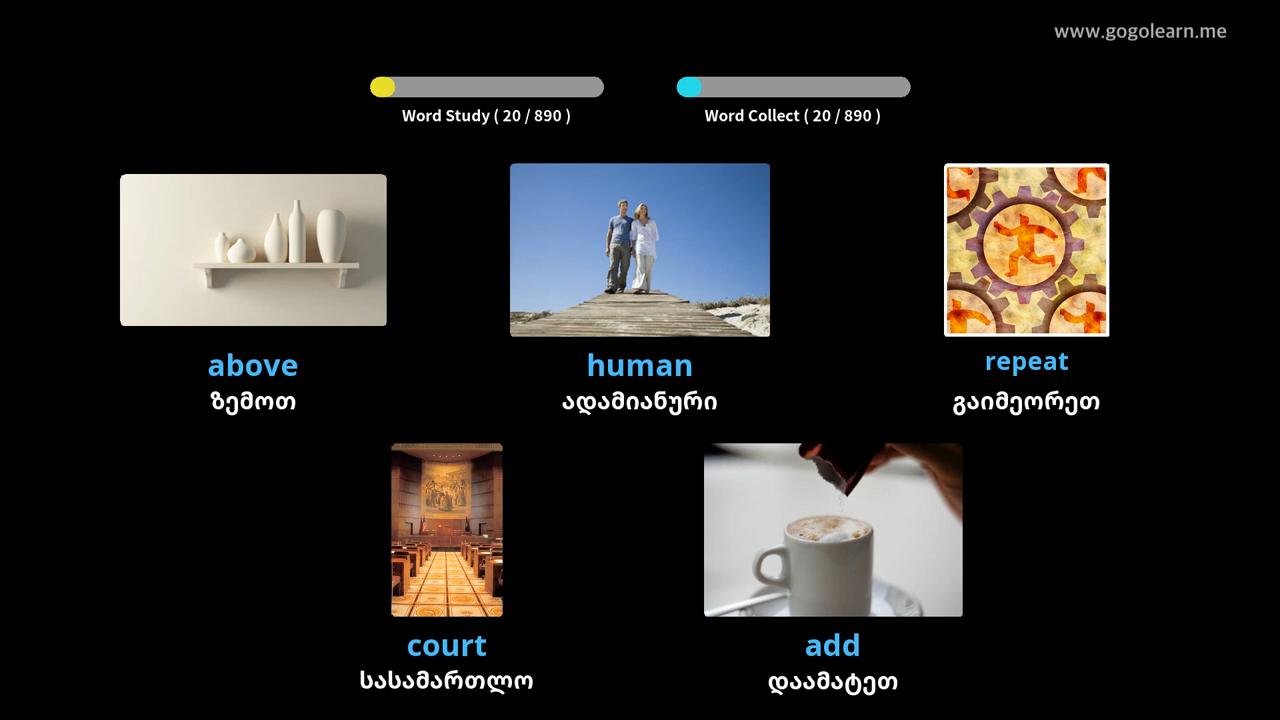 www.gogolearn.me
Word Study ( 20 / 890 )
Word Collect ( 20 / 890 )
above
ზემოთ
human
ადამიანური
repeat
გაიმეორეთ
court
სასამართლო
add
დაამატეთ